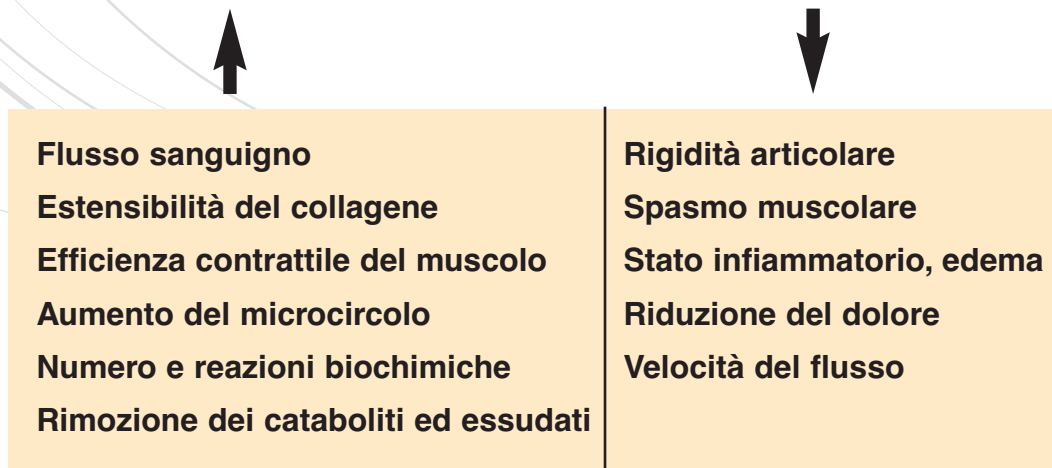 Flusso sanguigno
Estensibilità del collagene
Efficienza contrattile del muscolo
Aumento del microcircolo
Numero e reazioni biochimiche
Rimozione dei cataboliti ed essudati
Rigidità articolare
Spasmo muscolare
Stato infiammatorio, edema
Riduzione del dolore
Velocità del flusso